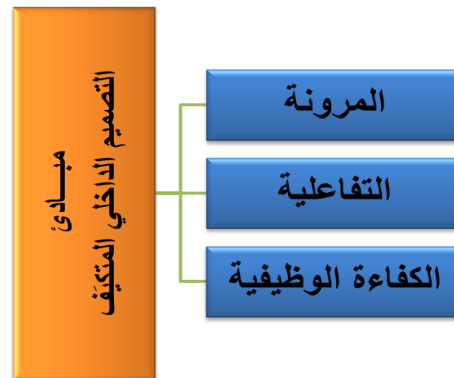 مبادئ
التصميم الداخلي المتكيف
المرونة
التفاعلية
الكفاءة الوظيفية